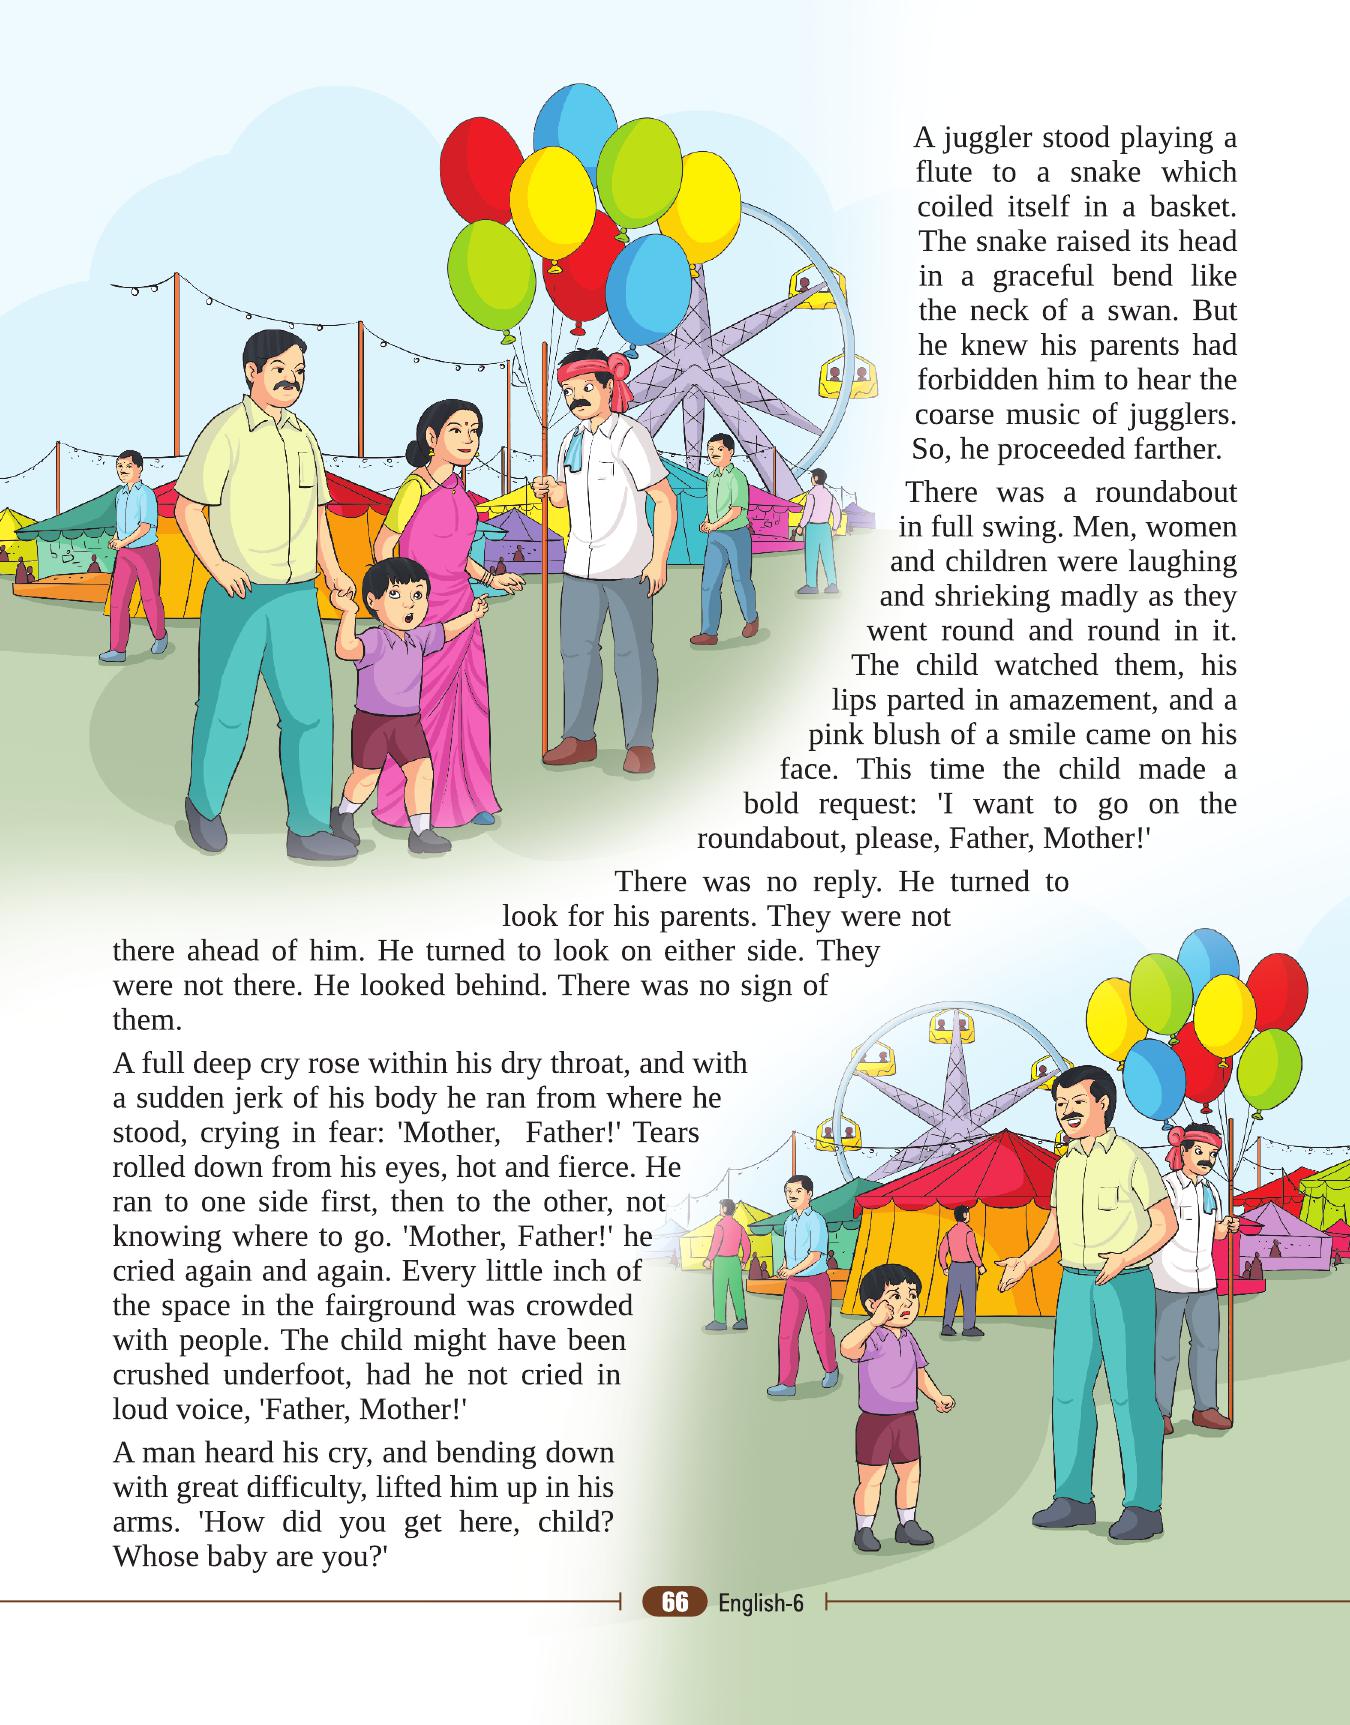 A juggler stood playing a
flute to a snake which
coiled itself in a basket.
The snake raised its head
in a graceful bend like
the neck of a swan. But
he knew his parents had
forbidden him to hear the
coarse music of jugglers.
So, he proceeded farther.
There was a roundabout
in full swing. Men, women
and children were laughing
and shrieking madly as they
went round and round in it.
The child watched them, his
lips parted in amazement, and a
pink blush of a smile came on his
face. This time the child made a
bold request: 'I want to go on the
roundabout, please, Father, Mother!'
There was no reply. He turned to
look for his parents. They were not
there ahead of him. He turned to look on either side. They
were not there. He looked behind. There was no sign of
them.
A full deep cry rose within his dry throat, and with
a sudden jerk of his body he ran from where he
stood, crying in fear: 'Mother, Father!' Tears
rolled down from his eyes, hot and fierce. He
ran to one side first, then to the other, not
knowing where to go. 'Mother, Father!' he
cried again and again. Every little inch of
the space in the fairground was crowded
with people. The child might have been
crushed underfoot, had he not cried in
loud voice, 'Father, Mother!'
A man heard his cry, and bending down
with great difficulty, lifted him up in his
arms. 'How did you get here, child?
Whose baby are you?'
66 English-6